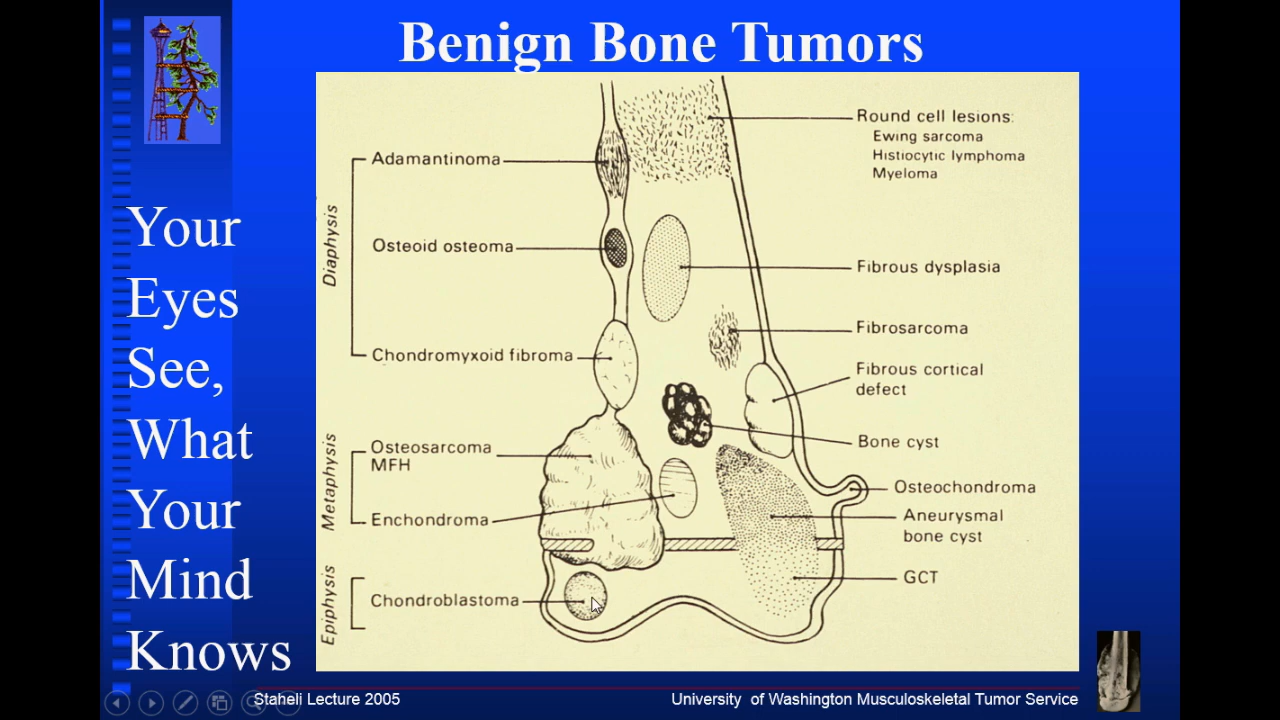 Benign Bone Tumors
Your
Eyes
See,
What
Your
Mind
Knows
Diaphysis
Adamantinoma
Osteoid osteoma
Chondromyxoid fibroma
Metaphysis
Osteosarcoma
MFH
Enchondroma
Epiphysis
Chondroblastoma
Round cell lesions:
Ewing sarcoma
Histiocytic lymphoma
Myeloma
Fibrous dysplasia
Fibrosarcoma
Fibrous cortical
defect
Bone cyst
Osteochondroma
Aneurysmal
bone cyst
GCT
Staheli Lecture 2005
University of Washington Musculoskeletal Tumor Service